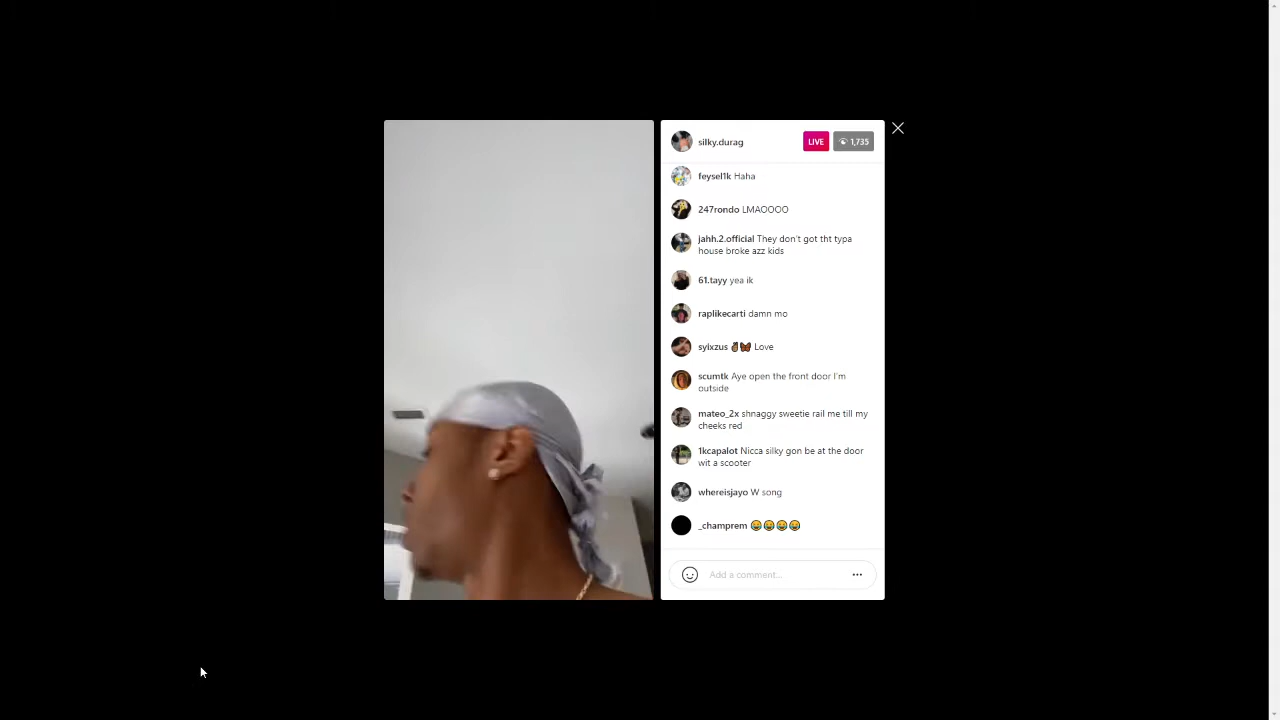 silky.durag LIVE 1,735
feysel1k Haha
247rondo LMAOOOO
jahh.2.official They don't got tht typa
house broke azz kids
61.tayy yea ik
raplikecarti damn mo
syixzus ✌🏾🦋 Love
scumtk Aye open the front door I'm
outside
mateo_2x shnaggy sweetie rail me till my
cheeks red
1kcapalot Nicca silky gon be at the door
wit a scooter
whereisjayo W song
_champrem 😂😂😂😂
Add a comment...